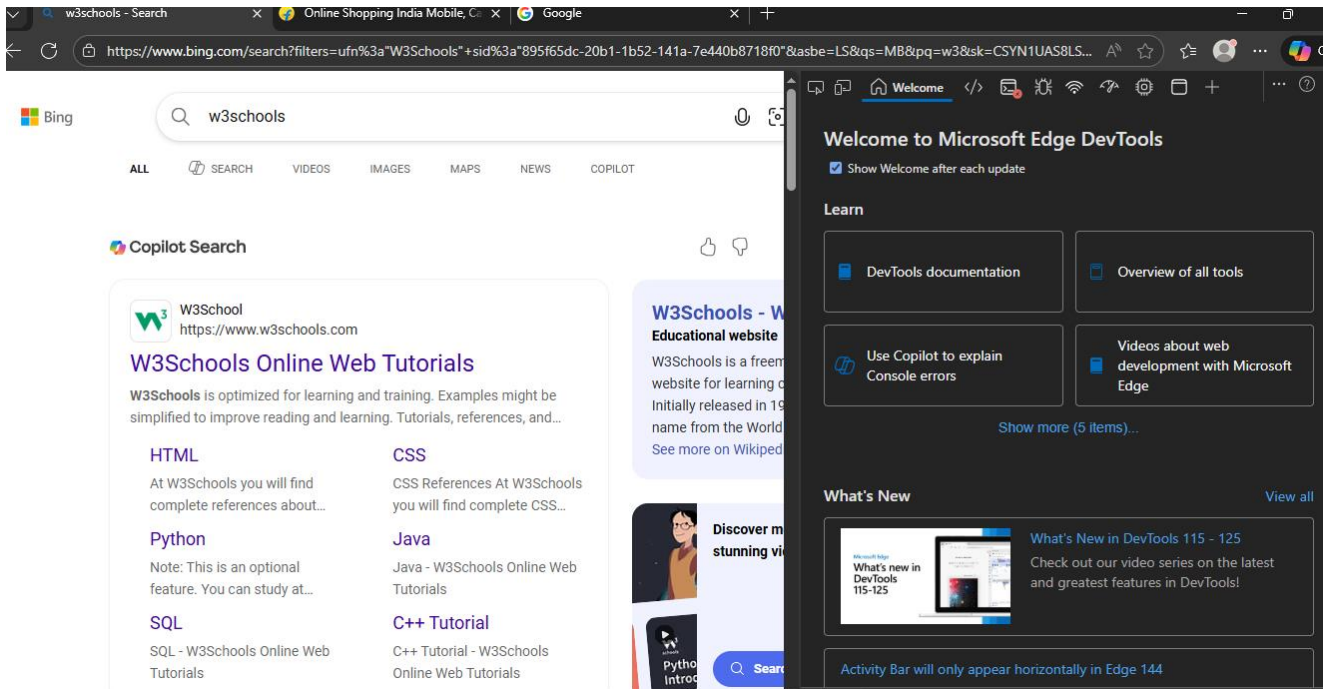 w3schools - Search
Online Shopping India Mobile, Ca
Google
https://www.bing.com/search?filters=ufn%3a"W3Schools"+sid%3a"895f65dc-20b1-1b52-141a-7e440b8718f0"&asbe=LS&qs=MB&pq=w3&sk=CSYN1UAS8LS...
Bing
w3schools
ALL SEARCH VIDEOS IMAGES MAPS NEWS COPILOT
Copilot Search
W3School
https://www.w3schools.com
W3Schools Online Web Tutorials
W3Schools is optimized for learning and training. Examples might be
simplified to improve reading and learning. Tutorials, references, and...
HTML
At W3Schools you will find
complete references about...
CSS
CSS References At W3Schools
you will find complete CSS...
Python
Note: This is an optional
feature. You can study at...
Java
Java - W3Schools Online Web
Tutorials
SQL
SQL - W3Schools Online Web
Tutorials
C++ Tutorial
C++ Tutorial - W3Schools
Online Web Tutorials
W3Schools - W
Educational website
W3Schools is a freem
website for learning c
Initially released in 19
name from the World
See more on Wikiped
Discover m
stunning vi
Pytho
Introd
Sear
Welcome
Welcome to Microsoft Edge DevTools
Show Welcome after each update
Learn
DevTools documentation
Overview of all tools
Use Copilot to explain
Console errors
Videos about web
development with Microsoft
Edge
Show more (5 items)...
What's New
View all
Microsoft Edge
What's new in
DevTools
115-125
What's New in DevTools 115 - 125
Check out our video series on the latest
and greatest features in DevTools!
Activity Bar will only appear horizontally in Edge 144